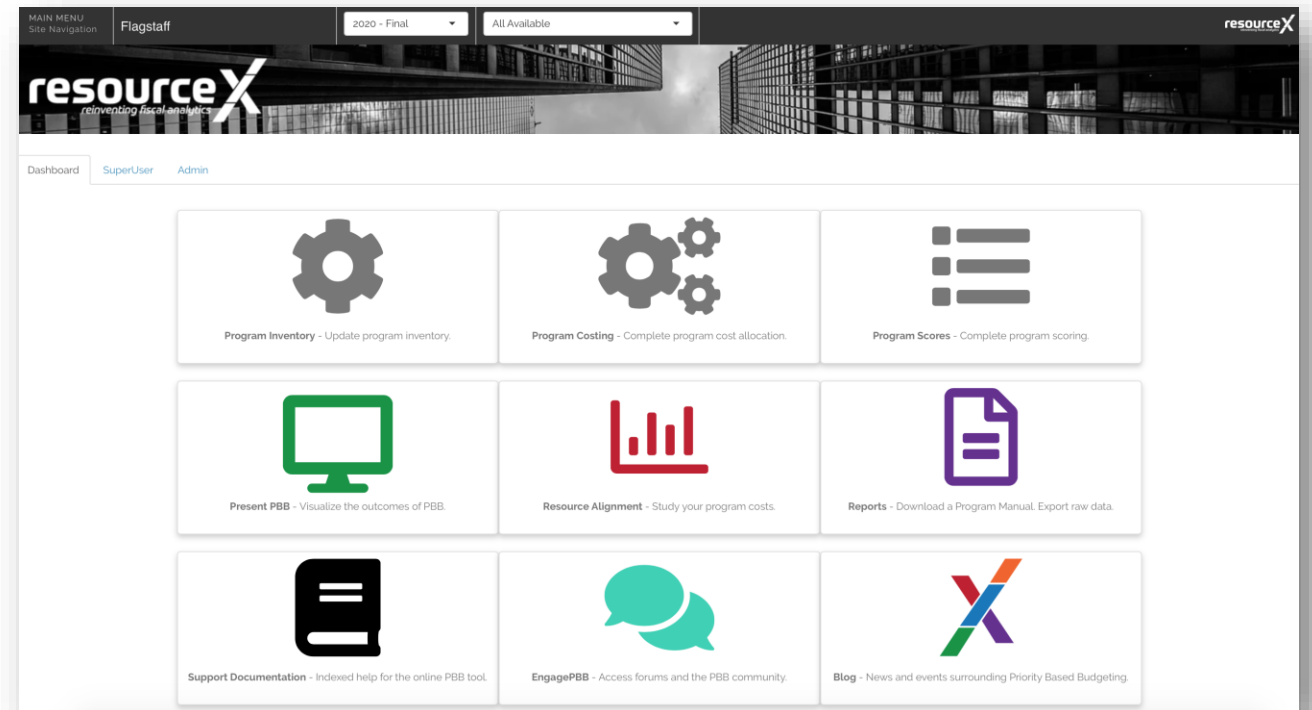 MAIN MENU
Site Navigation
Flagstaff
2020 - Final
All Available
resourceX
resourceX
reinventing fiscal analytics
Dashboard SuperUser Admin
Program Inventory - Update program inventory.
Program Costing - Complete program cost allocation.
Program Scores - Complete program scoring.
Present PBB - Visualize the outcomes of PBB.
Resource Alignment - Study your program costs.
Reports - Download a Program Manual. Export raw data.
Support Documentation - Indexed help for the online PBB tool.
EngagePBB - Access forums and the PBB community.
Blog - News and events surrounding Priority Based Budgeting.